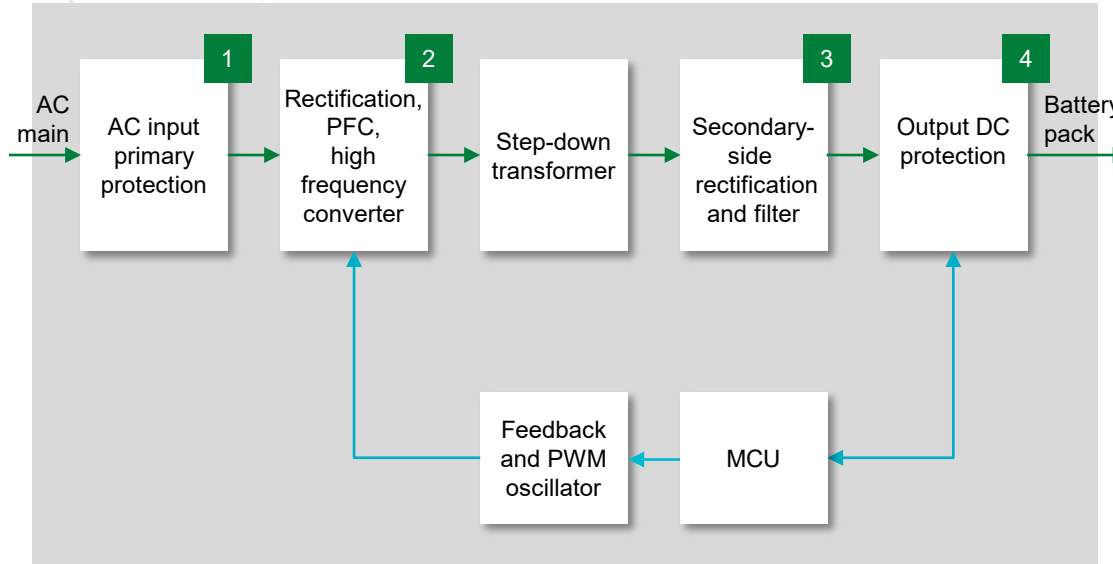 1
2
3
4
AC
main
AC input
primary
protection
Rectification,
PFC,
high
frequency
converter
Step-down
transformer
Secondary-
side
rectification
and filter
Output DC
protection
Battery
pack
Feedback
and PWM
oscillator
MCU